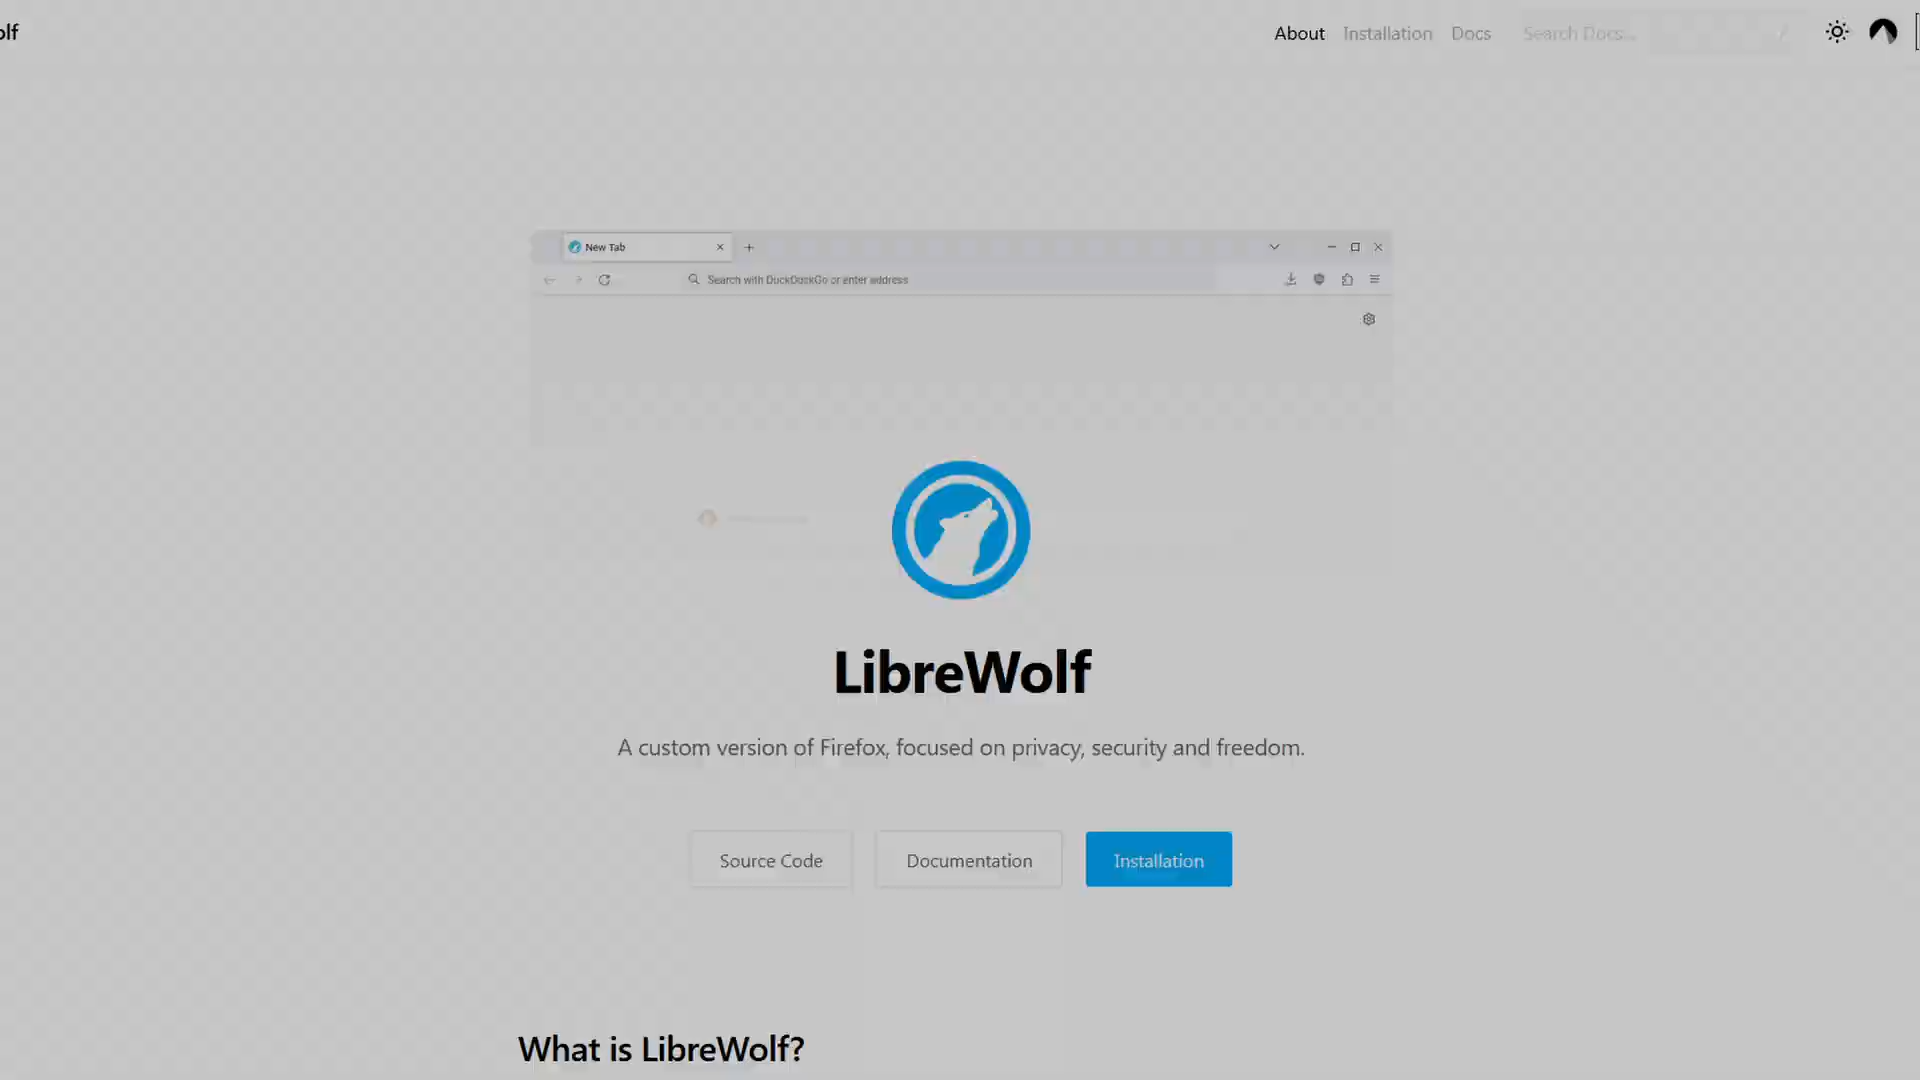 olf
About
Installation
Docs
Search Docs...
/
New Tab
Search with DuckDuckGo or enter address
LibreWolf
A custom version of Firefox, focused on privacy, security and freedom.
Source Code
Documentation
Installation
What is LibreWolf?